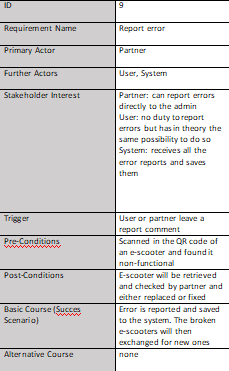 ID 9
Requirement Name Report error
Primary Actor Partner
Further Actors User, System
Stakeholder Interest Partner: can report errors
directly to the admin
User: no duty to report
errors but has in theory the
same possibility to do so
System: receives all the
error reports and saves
them
Trigger User or partner leave a
report comment
Pre-Conditions Scanned in the QR code of
an e-scooter and found it
non-functional
Post-Conditions E-scooter will be retrieved
and checked by partner and
either replaced or fixed
Basic Course (Succes Error is reported and saved
Scenario) to the system. The broken
e-scooters will then
exchanged for new ones
Alternative Course none